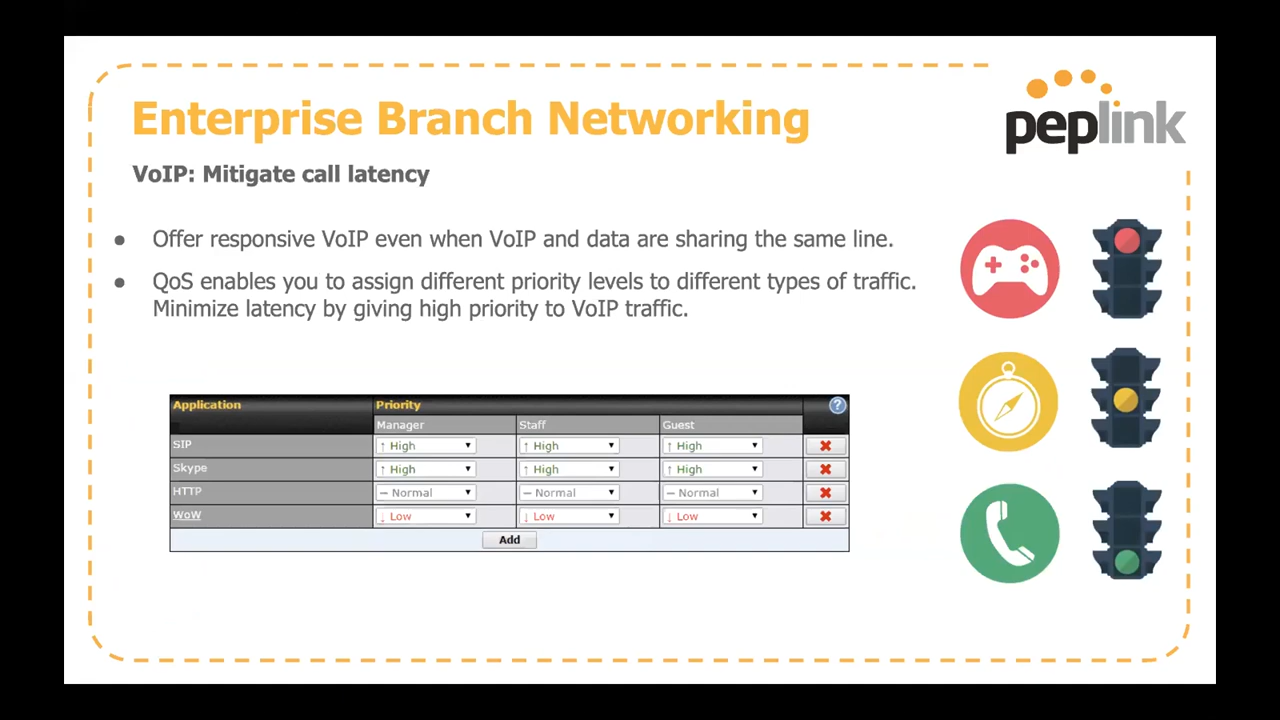 Enterprise Branch Networking
peplink
VoIP: Mitigate call latency
● Offer responsive VoIP even when VoIP and data are sharing the same line.
● QoS enables you to assign different priority levels to different types of traffic.
Minimize latency by giving high priority to VoIP traffic.
Application Priority ?
Manager Staff Guest
SIP ↑ High ↑ High ↑ High
Skype ↑ High ↑ High ↑ High
HTTP – Normal – Normal – Normal
WoW ↓ Low ↓ Low ↓ Low
Add